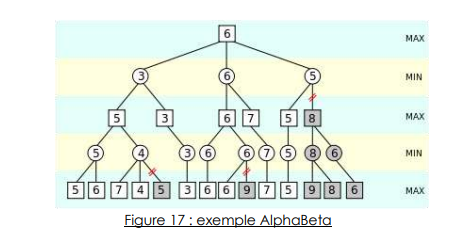 6 MAX
3 6 5 MIN
5 3 6 7 5 8 MAX
5 4 3 6 6 7 5 8 6 MIN
5 6 7 4 5 3 6 6 9 7 5 9 8 6 MAX
Figure 17 : exemple AlphaBeta